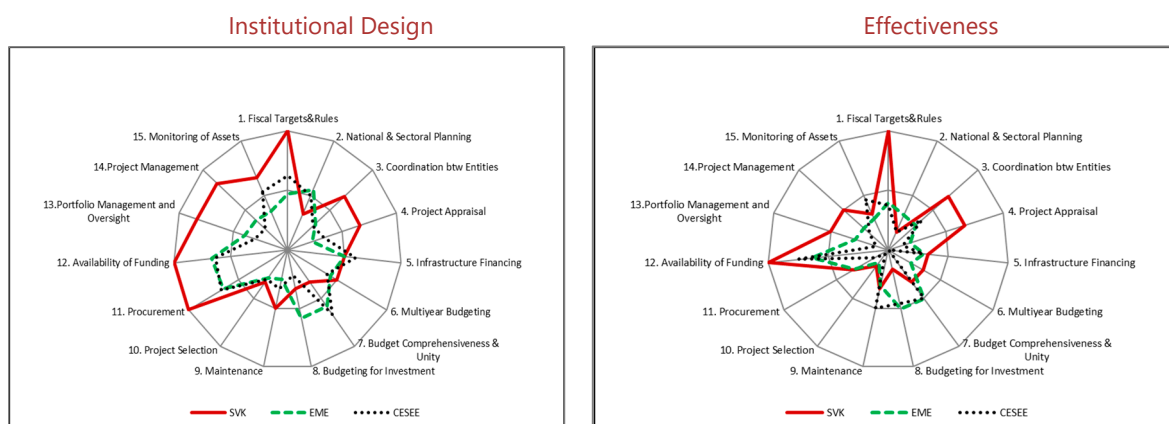 Institutional Design
1. Fiscal Targets&Rules
15. Monitoring of Assets
2. National & Sectoral Planning
14.Project Management
3. Coordination btw Entities
13.Portfolio Management and
Oversight
4. Project Appraisal
12. Availability of Funding
5. Infrastructure Financing
11. Procurement
6. Multiyear Budgeting
10. Project Selection
7. Budget Comprehensiveness &
Unity
9. Maintenance
8. Budgeting for Investment
SVK
EME
CESEE
Effectiveness
1. Fiscal Targets&Rules
15. Monitoring of Assets
2. National & Sectoral Planning
14.Project Management
3. Coordination btw Entities
13.Portfolio Management and
Oversight
4. Project Appraisal
12. Availability of Funding
5. Infrastructure Financing
11. Procurement
6. Multiyear Budgeting
10. Project Selection
7. Budget Comprehensiveness &
Unity
9. Maintenance
8. Budgeting for Investment
SVK
EME
CESEE